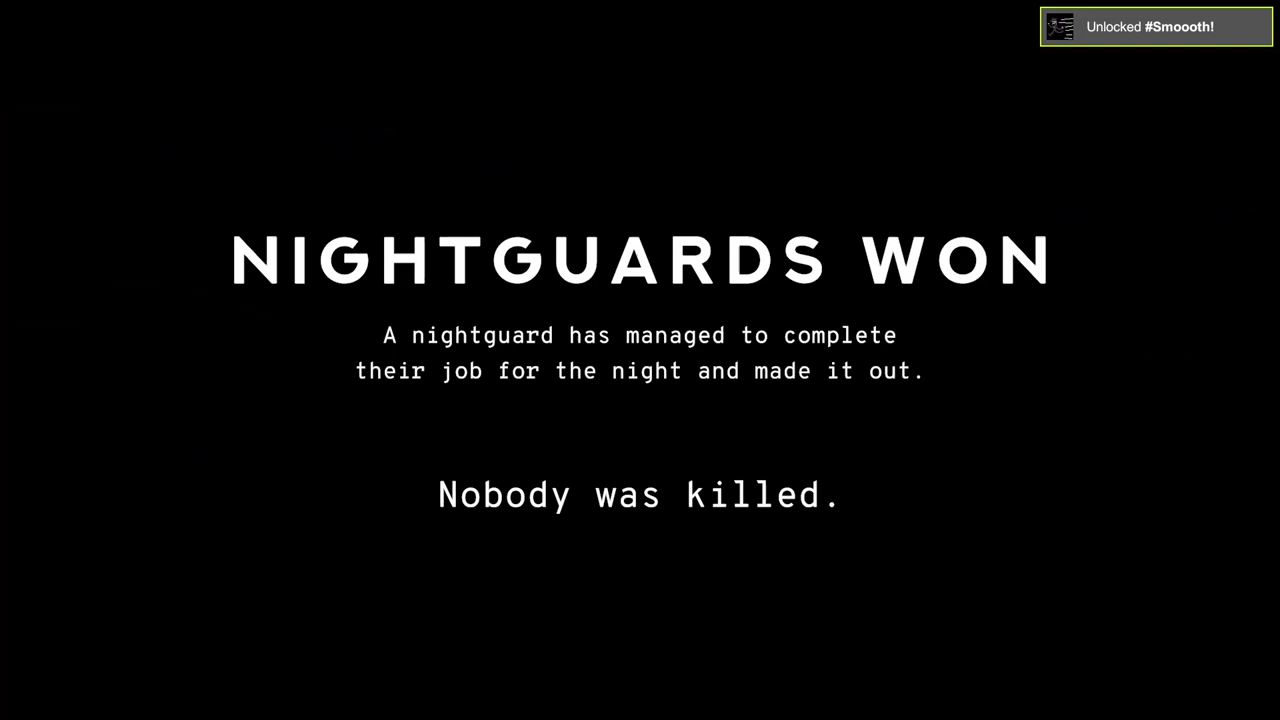 Unlocked #Smoooth!
NIGHTGUARDS WON
A nightguard has managed to complete
their job for the night and made it out.
Nobody was killed.